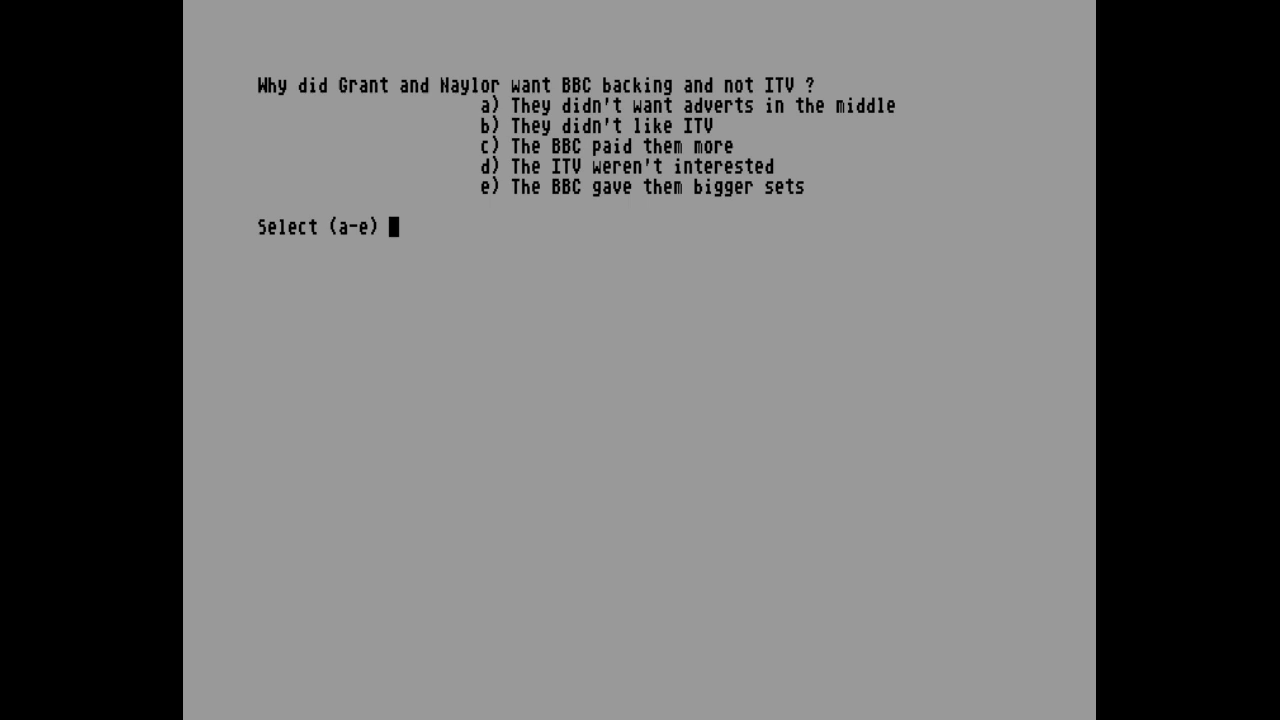 Why did Grant and Naylor want BBC backing and not ITV ?
a) They didn't want adverts in the middle
b) They didn't like ITV
c) The BBC paid them more
d) The ITV weren't interested
e) The BBC gave them bigger sets
Select (a-e)